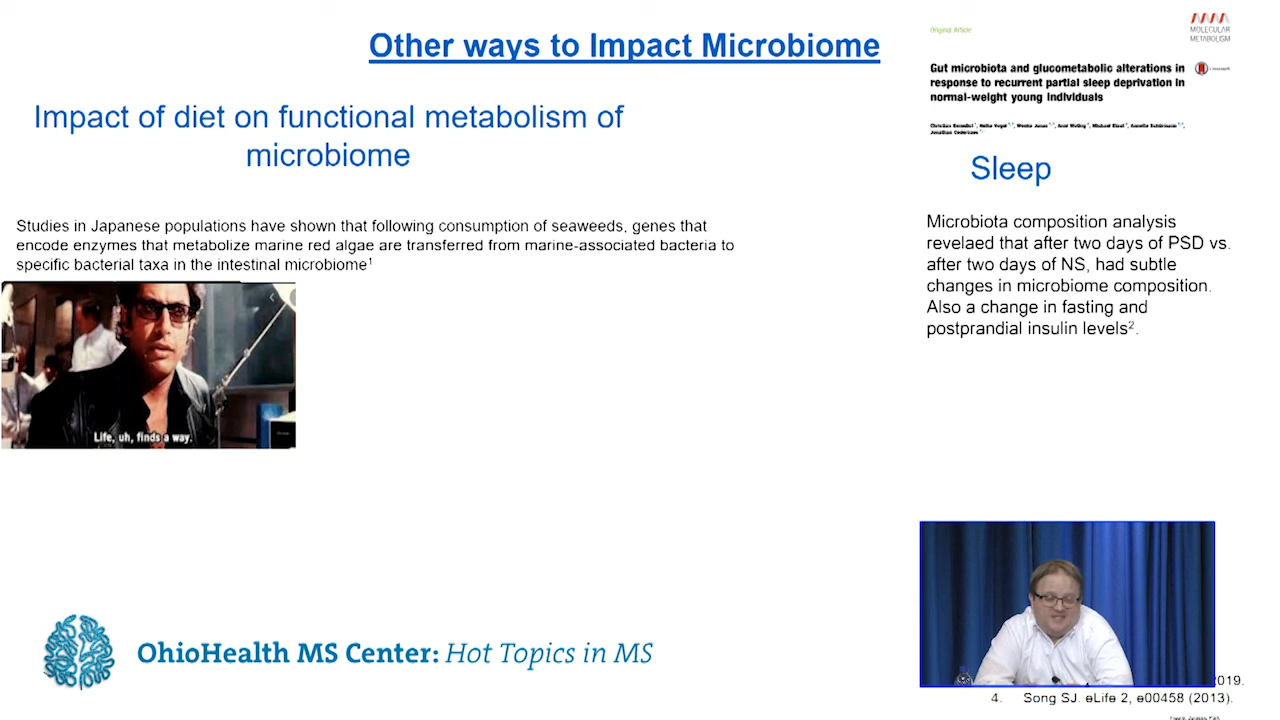 Other ways to Impact Microbiome
Impact of diet on functional metabolism of
microbiome
Studies in Japanese populations have shown that following consumption of seaweeds, genes that
encode enzymes that metabolize marine red algae are transferred from marine-associated bacteria to
specific bacterial taxa in the intestinal microbiome¹
Life, uh, finds a way.
Original Article
MOLECULAR
METABOLISM
Gut microbiota and glucometabolic alterations in
response to recurrent partial sleep deprivation in
normal-weight young individuals
Sleep
Microbiota composition analysis
revelaed that after two days of PSD vs.
after two days of NS, had subtle
changes in microbiome composition.
Also a change in fasting and
postprandial insulin levels².
OhioHealth MS Center: Hot Topics in MS
2019.
4. Song SJ. eLife 2, e00458 (2013).